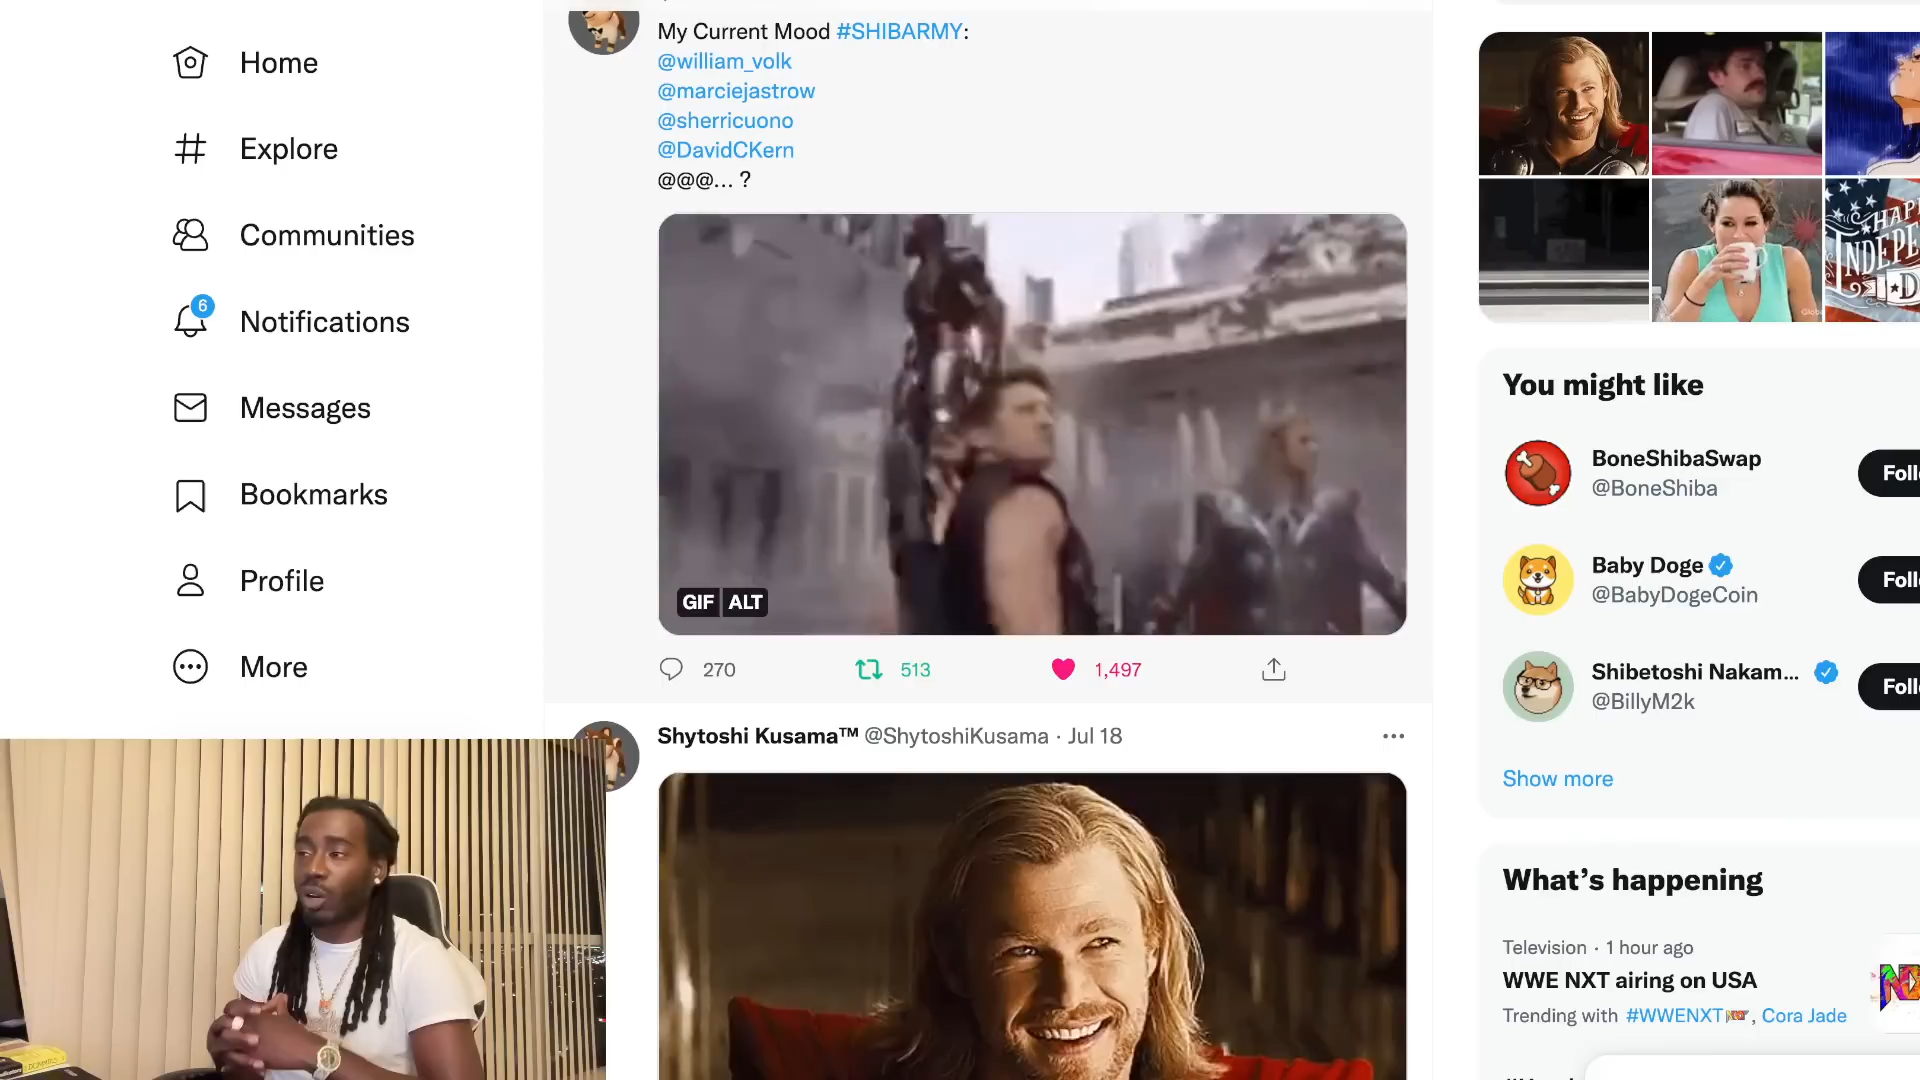 Home
Explore
Communities
6
Notifications
Messages
Bookmarks
Profile
More
My Current Mood #SHIBARMY:
@william_volk
@marciejastrow
@sherricuono
@DavidCKern
@@@... ?
GIF ALT
270
513
1,497
Shytoshi Kusama™ @ShytoshiKusama · Jul 18
You might like
BoneShibaSwap
@BoneShiba
Baby Doge
@BabyDogeCoin
Shibetoshi Nakam...
@BillyM2k
Show more
What's happening
Television · 1 hour ago
WWE NXT airing on USA
Trending with #WWENXT, Cora Jade